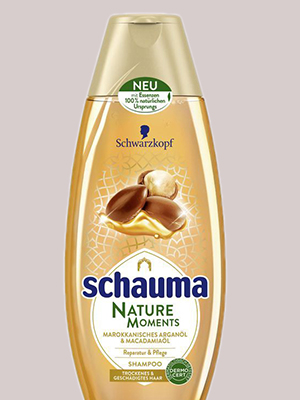 NEU
mit Essenzen
100% natürlichen
Ursprungs
Schwarzkopf
schauma
NATURE
MOMENTS
MAROKKANISCHES ARGANÖL
& MACADAMIAÖL
Reparatur & Pflege
SHAMPOO
TROCKENES &
GESCHÄDIGTES HAAR
DERMO
CERT